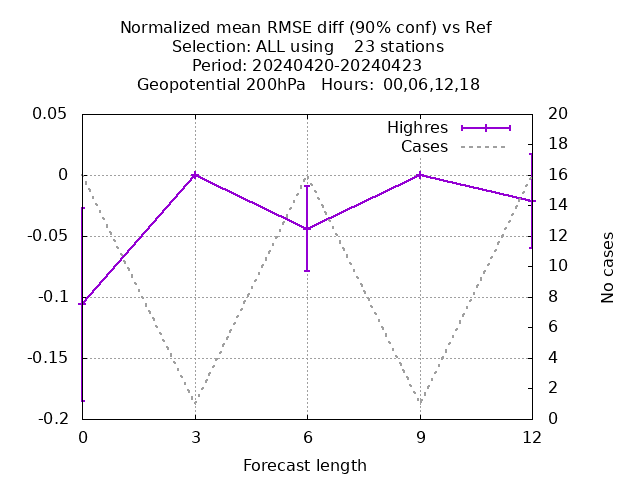 Normalized mean RMSE diff (90% conf) vs Ref
Selection: ALL using    23 stations
Period: 20240420-20240423
Geopotential 200hPa   Hours:  00,06,12,18
Highres
Cases
0.05
0
-0.05
-0.1
-0.15
-0.2
20
18
16
14
12
10
8
6
4
2
0
No cases
0
3
6
9
12
Forecast length